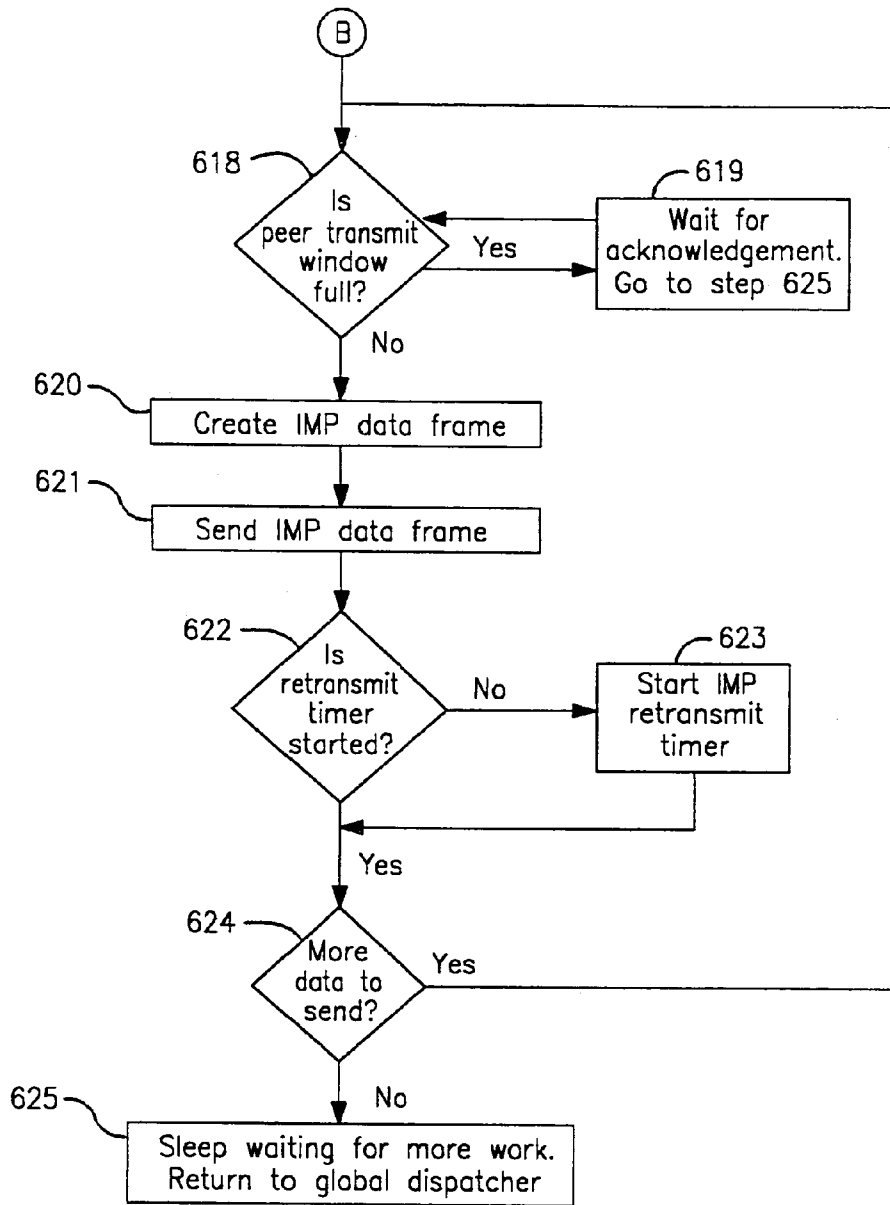 B
618
Is
peer transmit
window
full?
Yes
619
Wait for
acknowledgement.
Go to step 625
No
620
Create IMP data frame
621
Send IMP data frame
622
Is
retransmit
timer
started?
No
623
Start IMP
retransmit
timer
Yes
624
More
data to
send?
Yes
No
625
Sleep waiting for more work.
Return to global dispatcher